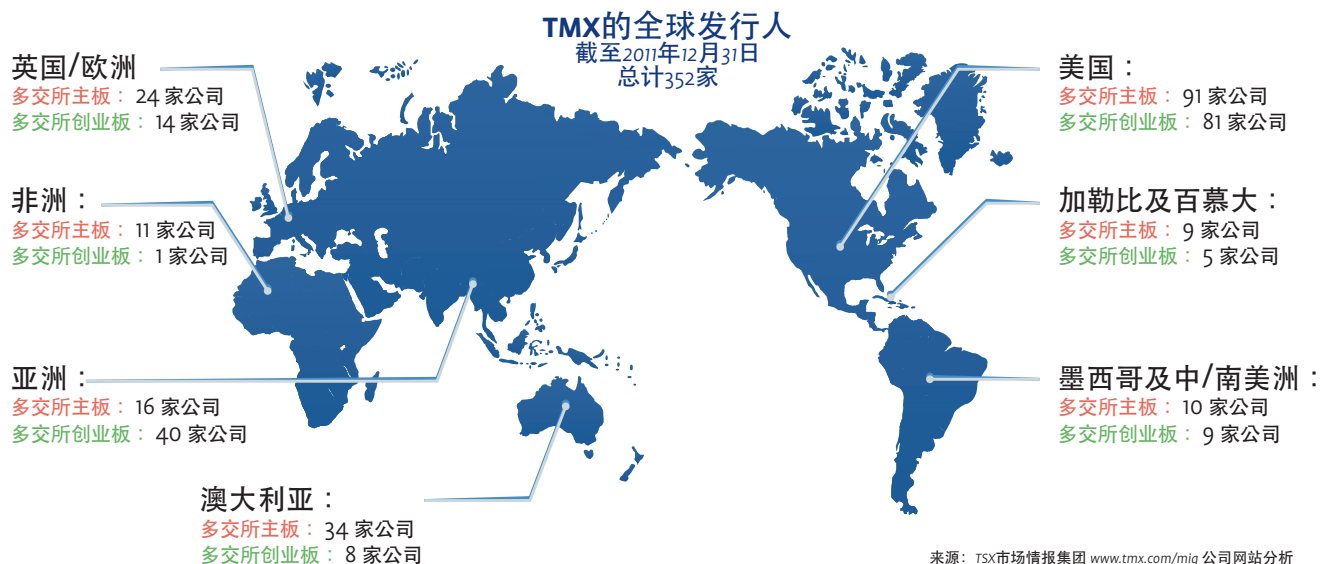 TMX的全球发行人
截至2011年12月31日
总计352家
英国/欧洲
多交所主板： 24 家公司
多交所创业板： 14 家公司
非洲：
多交所主板： 11 家公司
多交所创业板： 1 家公司
亚洲：
多交所主板： 16 家公司
多交所创业板： 40 家公司
澳大利亚：
多交所主板： 34 家公司
多交所创业板： 8 家公司
美国：
多交所主板： 91 家公司
多交所创业板： 81 家公司
加勒比及百慕大：
多交所主板： 9 家公司
多交所创业板： 5 家公司
墨西哥及中/南美洲：
多交所主板： 10 家公司
多交所创业板： 9 家公司
来源：TSX市场情报集团 www.tmx.com/mig 公司网站分析